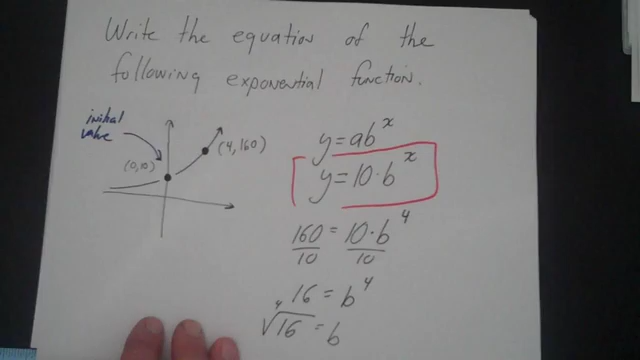 Write the equation of the
following exponential function.
initial
value
(0,10)
(4,160)
y=ab^x
y=10·b^x
160/10 = 10·b^4/10
16 = b^4
∜16 = b